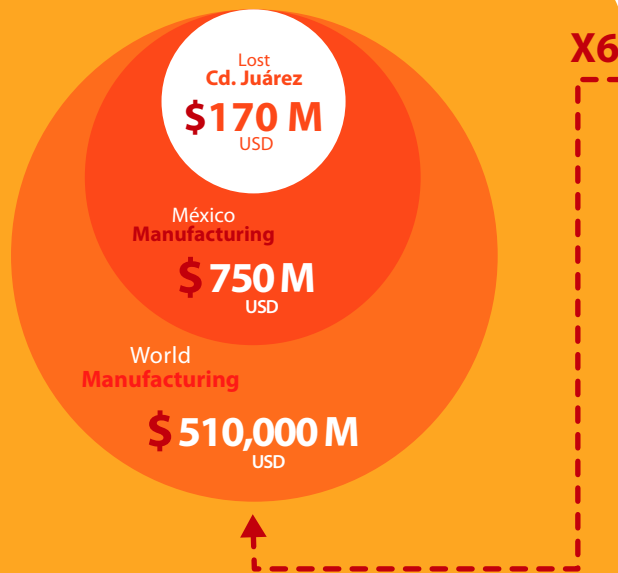 X6
Lost
Cd. Juárez
$170 M
USD
México
Manufacturing
$ 750 M
USD
World
Manufacturing
$ 510,000 M
USD